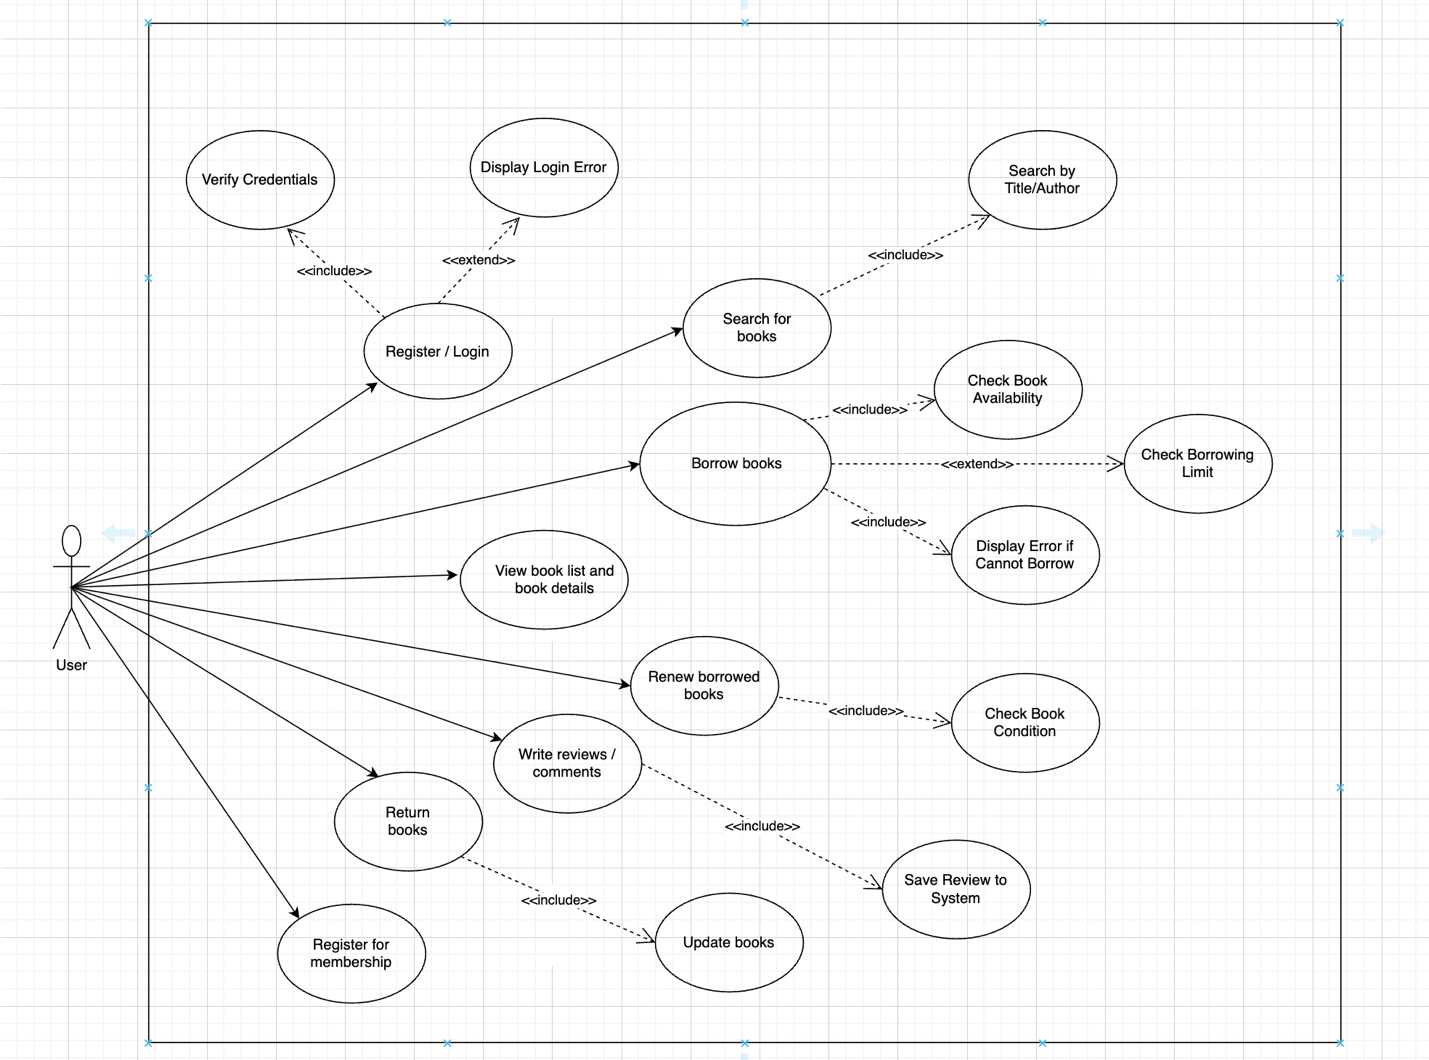 Verify Credentials
Display Login Error
Search by
Title/Author
<<include>>
<<extend>>
<<include>>
Register / Login
Search for
books
Check Book
Availability
<<include>>
Borrow books
<<extend>>
Check Borrowing
Limit
<<include>>
Display Error if
Cannot Borrow
View book list and
book details
User
Renew borrowed
books
<<include>>
Check Book
Condition
Write reviews /
comments
Return
books
<<include>>
Save Review to
System
<<include>>
Update books
Register for
membership